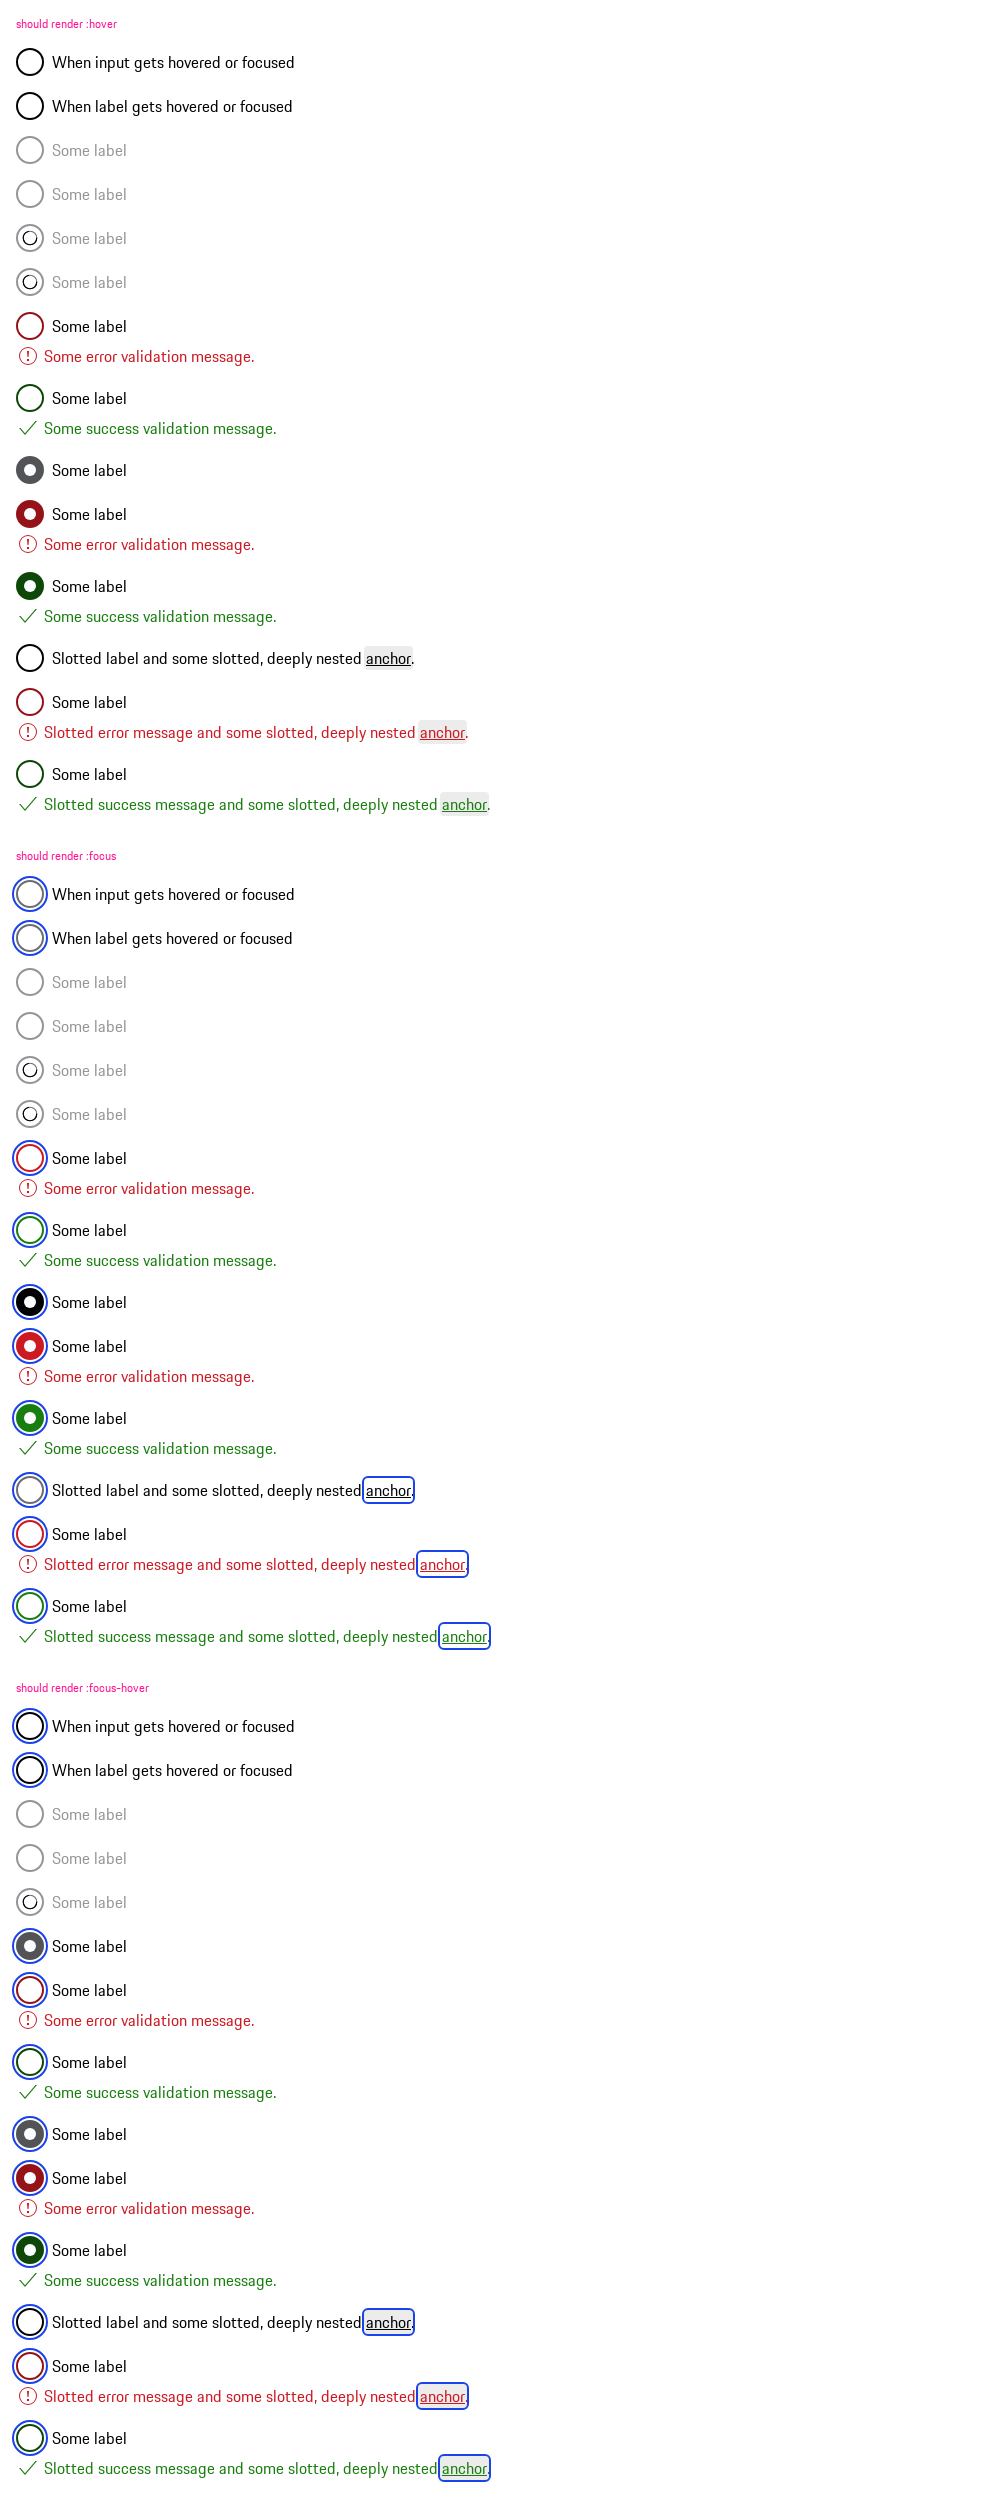 should render :hover
When input gets hovered or focused
When label gets hovered or focused
Some label
Some label
Some label
Some label
Some label
Some error validation message.
Some label
Some success validation message.
Some label
Some label
Some error validation message.
Some label
Some success validation message.
Slotted label and some slotted, deeply nested anchor.
Some label
Slotted error message and some slotted, deeply nested anchor.
Some label
Slotted success message and some slotted, deeply nested anchor.
should render :focus
When input gets hovered or focused
When label gets hovered or focused
Some label
Some label
Some label
Some label
Some label
Some error validation message.
Some label
Some success validation message.
Some label
Some label
Some error validation message.
Some label
Some success validation message.
Slotted label and some slotted, deeply nested anchor.
Some label
Slotted error message and some slotted, deeply nested anchor.
Some label
Slotted success message and some slotted, deeply nested anchor.
should render :focus-hover
When input gets hovered or focused
When label gets hovered or focused
Some label
Some label
Some label
Some label
Some label
Some error validation message.
Some label
Some success validation message.
Some label
Some label
Some error validation message.
Some label
Some success validation message.
Slotted label and some slotted, deeply nested anchor.
Some label
Slotted error message and some slotted, deeply nested anchor.
Some label
Slotted success message and some slotted, deeply nested anchor.